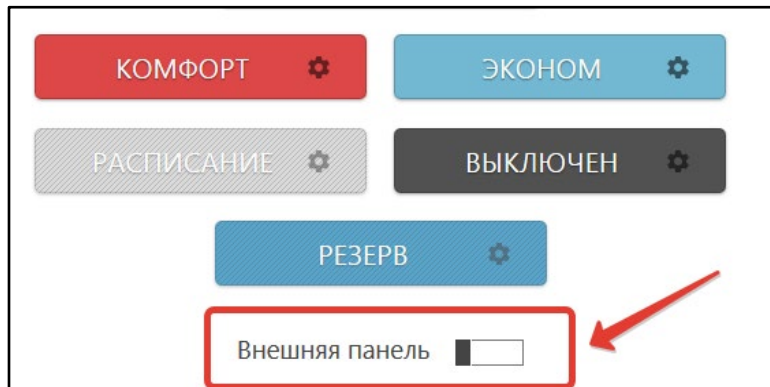 КОМФОРТ
ЭКОНОМ
РАСПИСАНИЕ
ВЫКЛЮЧЕН
РЕЗЕРВ
Внешняя панель